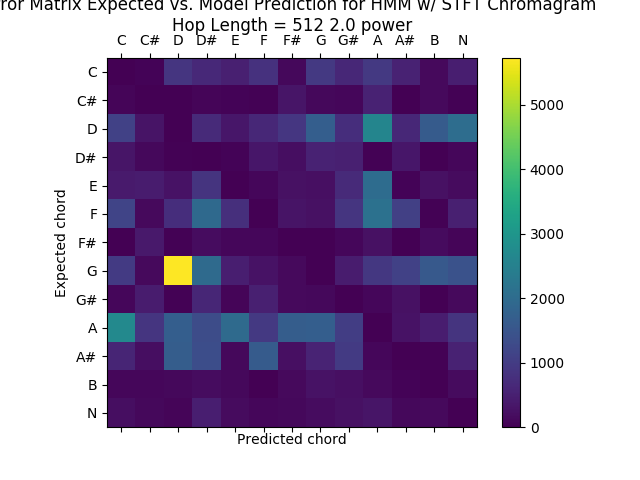 ror Matrix Expected vs. Model Prediction for HMM w/ STFT Chromagram
Hop Length = 512 2.0 power
C C# D D# E F F# G G# A A# B N
C
C#
D
D#
E
F
F#
G
G#
A
A#
B
N
Expected chord
Predicted chord
5000
4000
3000
2000
1000
0